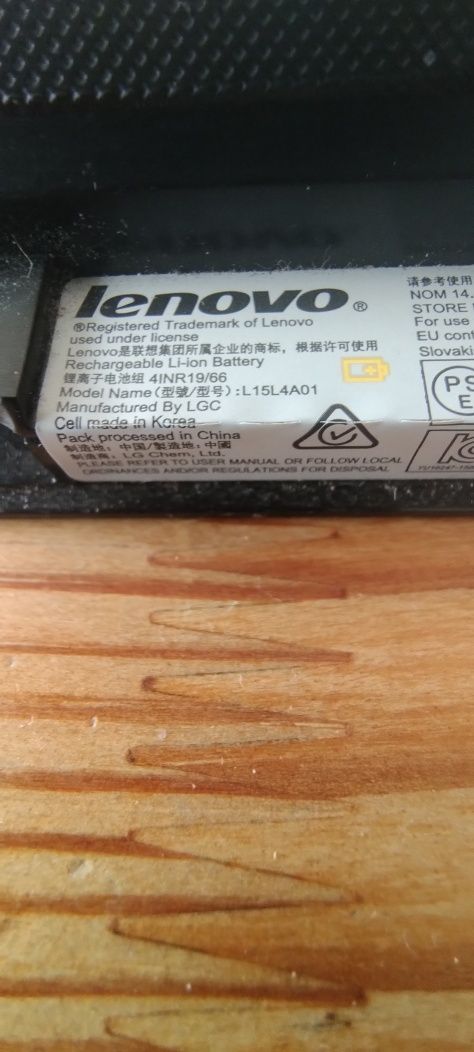 lenovo ®
®Registered Trademark of Lenovo
used under license
Lenovo是联想集团所属企业的商标，根据许可使用
Rechargeable Li-ion Battery
锂离子电池组 4INR19/66
Model Name(型號/型号):L15L4A01
Manufactured By LGC
Cell made in Korea
Pack processed in China
制造地: 中国/製造地: 中國
制造商: LG Chem, Ltd.
PLEASE REFER TO USER MANUAL OR FOLLOW LOCAL
ORDINANCES AND/OR REGULATIONS FOR DISPOSAL
请参考使用
NOM 14.
STORE
For use
EU cont
Slovaki
PS
E